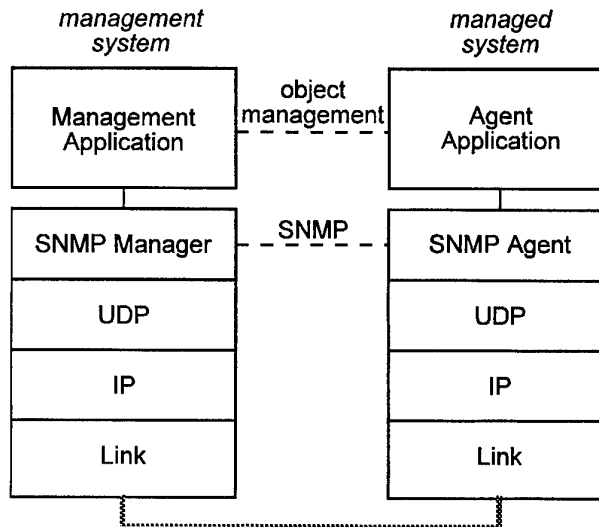 management
system
managed
system
Management
Application
object
management
Agent
Application
SNMP Manager
SNMP
SNMP Agent
UDP
UDP
IP
IP
Link
Link